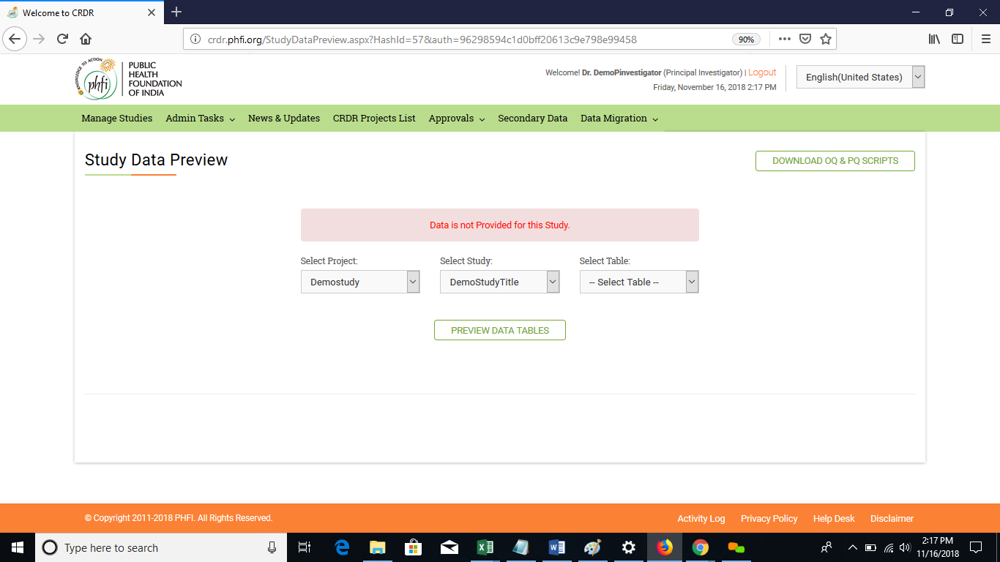 Welcome to CRDR
crdr.phfi.org/StudyDataPreview.aspx?HashId=57&auth=96298594c1d0bff20613c9e798e99458
90%
KNOWLEDGE TO ACTION
phfi
PUBLIC
HEALTH
FOUNDATION
OF INDIA
Welcome! Dr. DemoPinvestigator (Principal Investigator) | Logout
Friday, November 16, 2018 2:17 PM
English(United States)
Manage Studies Admin Tasks News & Updates CRDR Projects List Approvals Secondary Data Data Migration
Study Data Preview
DOWNLOAD OQ & PQ SCRIPTS
Data is not Provided for this Study.
Select Project: Select Study: Select Table:
Demostudy DemoStudyTitle -- Select Table --
PREVIEW DATA TABLES
© Copyright 2011-2018 PHFI. All Rights Reserved.
Activity Log Privacy Policy Help Desk Disclaimer
Type here to search
2:17 PM
11/16/2018